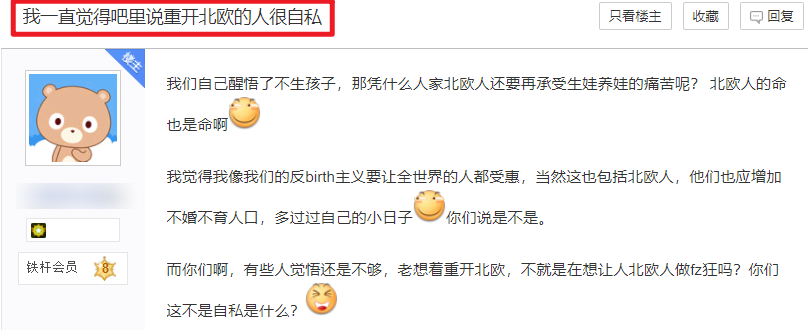 我一直觉得吧里说重开北欧的人很自私
只看楼主
收藏
回复
楼主
我们自己醒悟了不生孩子，那凭什么人家北欧人还要再承受生娃养娃的痛苦呢？ 北欧人的命
也是命啊
我觉得我像我们的反birth主义要让全世界的人都受惠，当然这也包括北欧人，他们也应增加
不婚不育人口，多过过自己的小日子 你们说是不是。
铁杆会员 8
而你们啊，有些人觉悟还是不够，老想着重开北欧，不就是在想让人北欧人做fz狂吗？你们
这不是自私是什么？